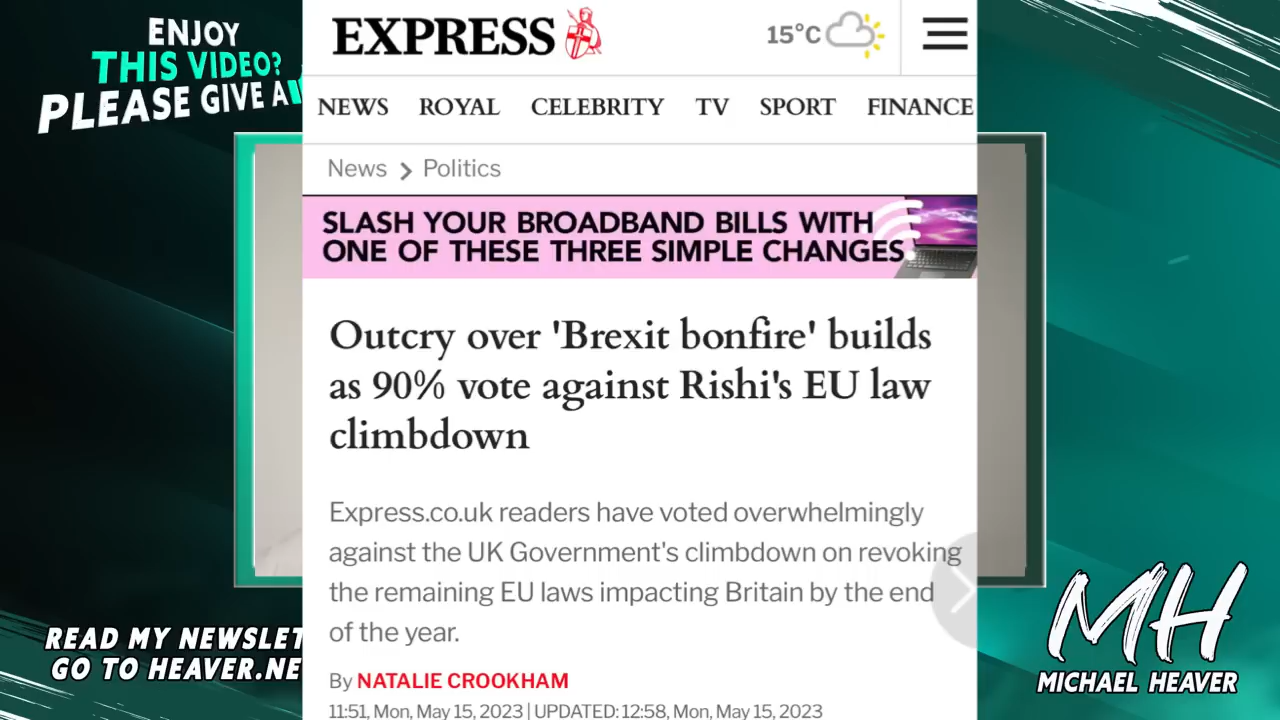 ENJOY
THIS VIDEO?
PLEASE GIVE A
EXPRESS
15°C
NEWS ROYAL CELEBRITY TV SPORT FINANCE
News > Politics
SLASH YOUR BROADBAND BILLS WITH
ONE OF THESE THREE SIMPLE CHANGES
Outcry over 'Brexit bonfire' builds
as 90% vote against Rishi's EU law
climbdown
Express.co.uk readers have voted overwhelmingly
against the UK Government's climbdown on revoking
the remaining EU laws impacting Britain by the end
of the year.
By NATALIE CROOKHAM
11:51, Mon, May 15, 2023 | UPDATED: 12:58, Mon, May 15, 2023
READ MY NEWSLET
GO TO HEAVER.NE
MH
MICHAEL HEAVER